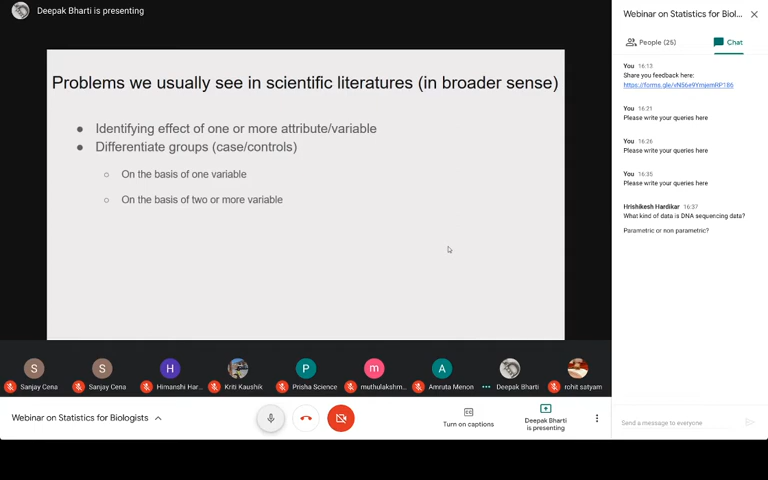 Deepak Bharti is presenting
Problems we usually see in scientific literatures (in broader sense)
● Identifying effect of one or more attribute/variable
● Differentiate groups (case/controls)
○ On the basis of one variable
○ On the basis of two or more variable
S
S
H
P
m
A
Sanjay Cena
Sanjay Cena
Himanshi Har...
Kriti Kaushik
Prisha Science
muthulakshm...
Amruta Menon
Deepak Bharti
rohit satyam
Webinar on Statistics for Biologists
Turn on captions
Deepak Bharti
is presenting
Webinar on Statistics for Biol...
People (25)
Chat
You 16:13
Share you feedback here:
You 16:21
Please write your queries here
You 16:26
Please write your queries here
You 16:35
Please write your queries here
Hrishikesh Hardikar 16:37
What kind of data is DNA sequencing data?
Parametric or non parametric?
Send a message to everyone